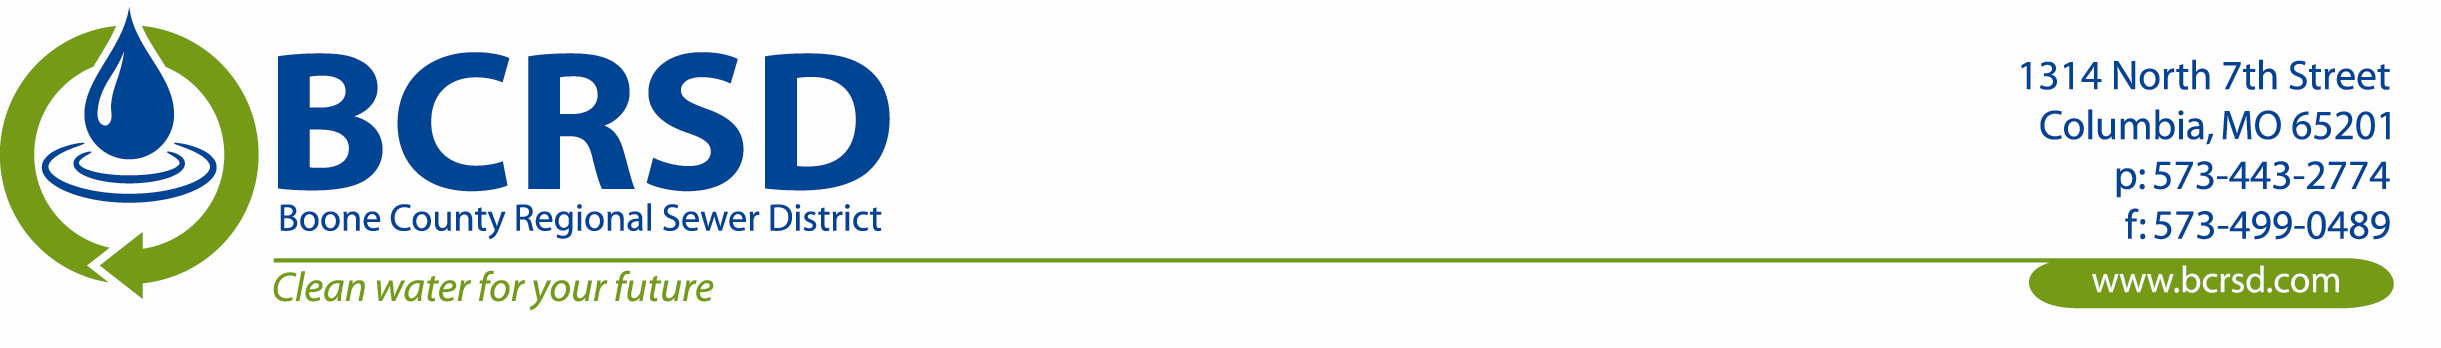 BCRSD
Boone County Regional Sewer District
Clean water for your future
1314 North 7th Street
Columbia, MO 65201
p: 573-443-2774
f: 573-499-0489
www.bcrsd.com